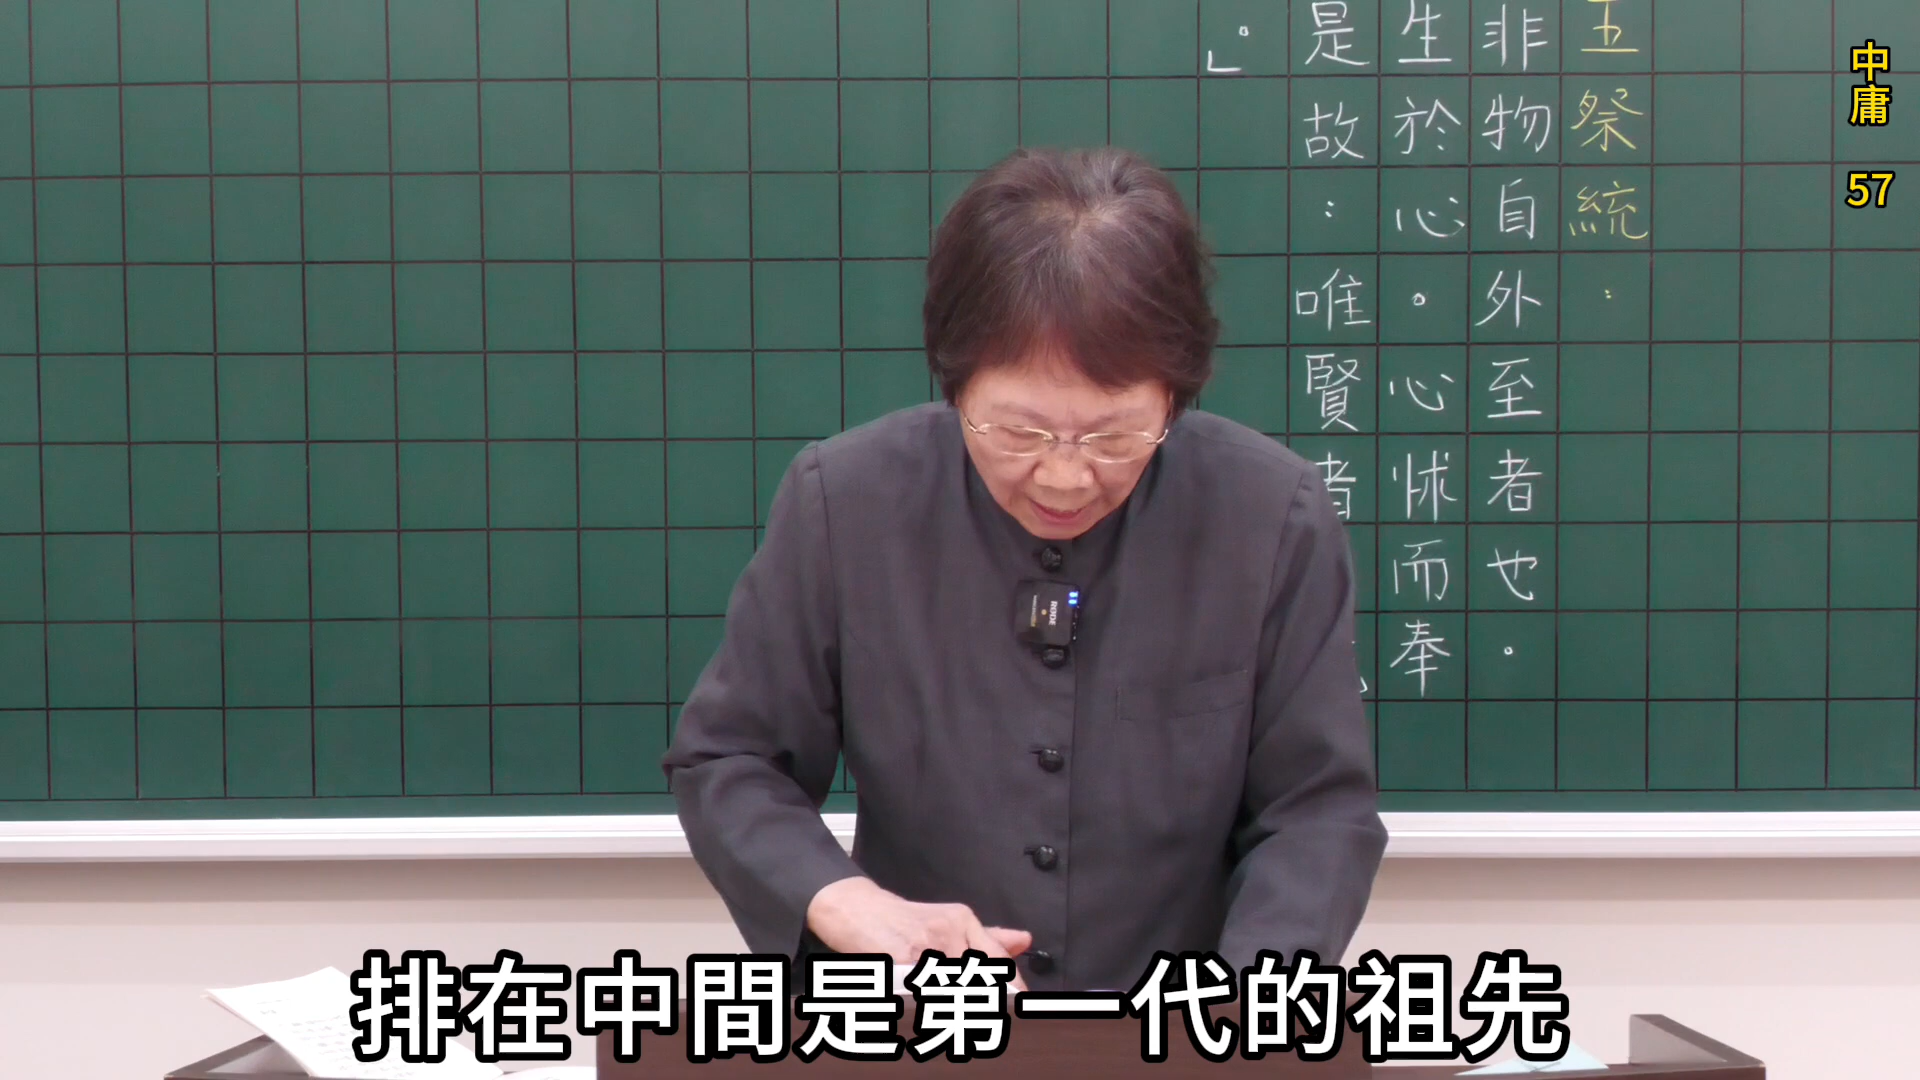 五祭統:
非物自外至者也。
生於心。心怵而奉
是故:唯賢者
。」
中庸 57
RODE
排在中間是第一代的祖先